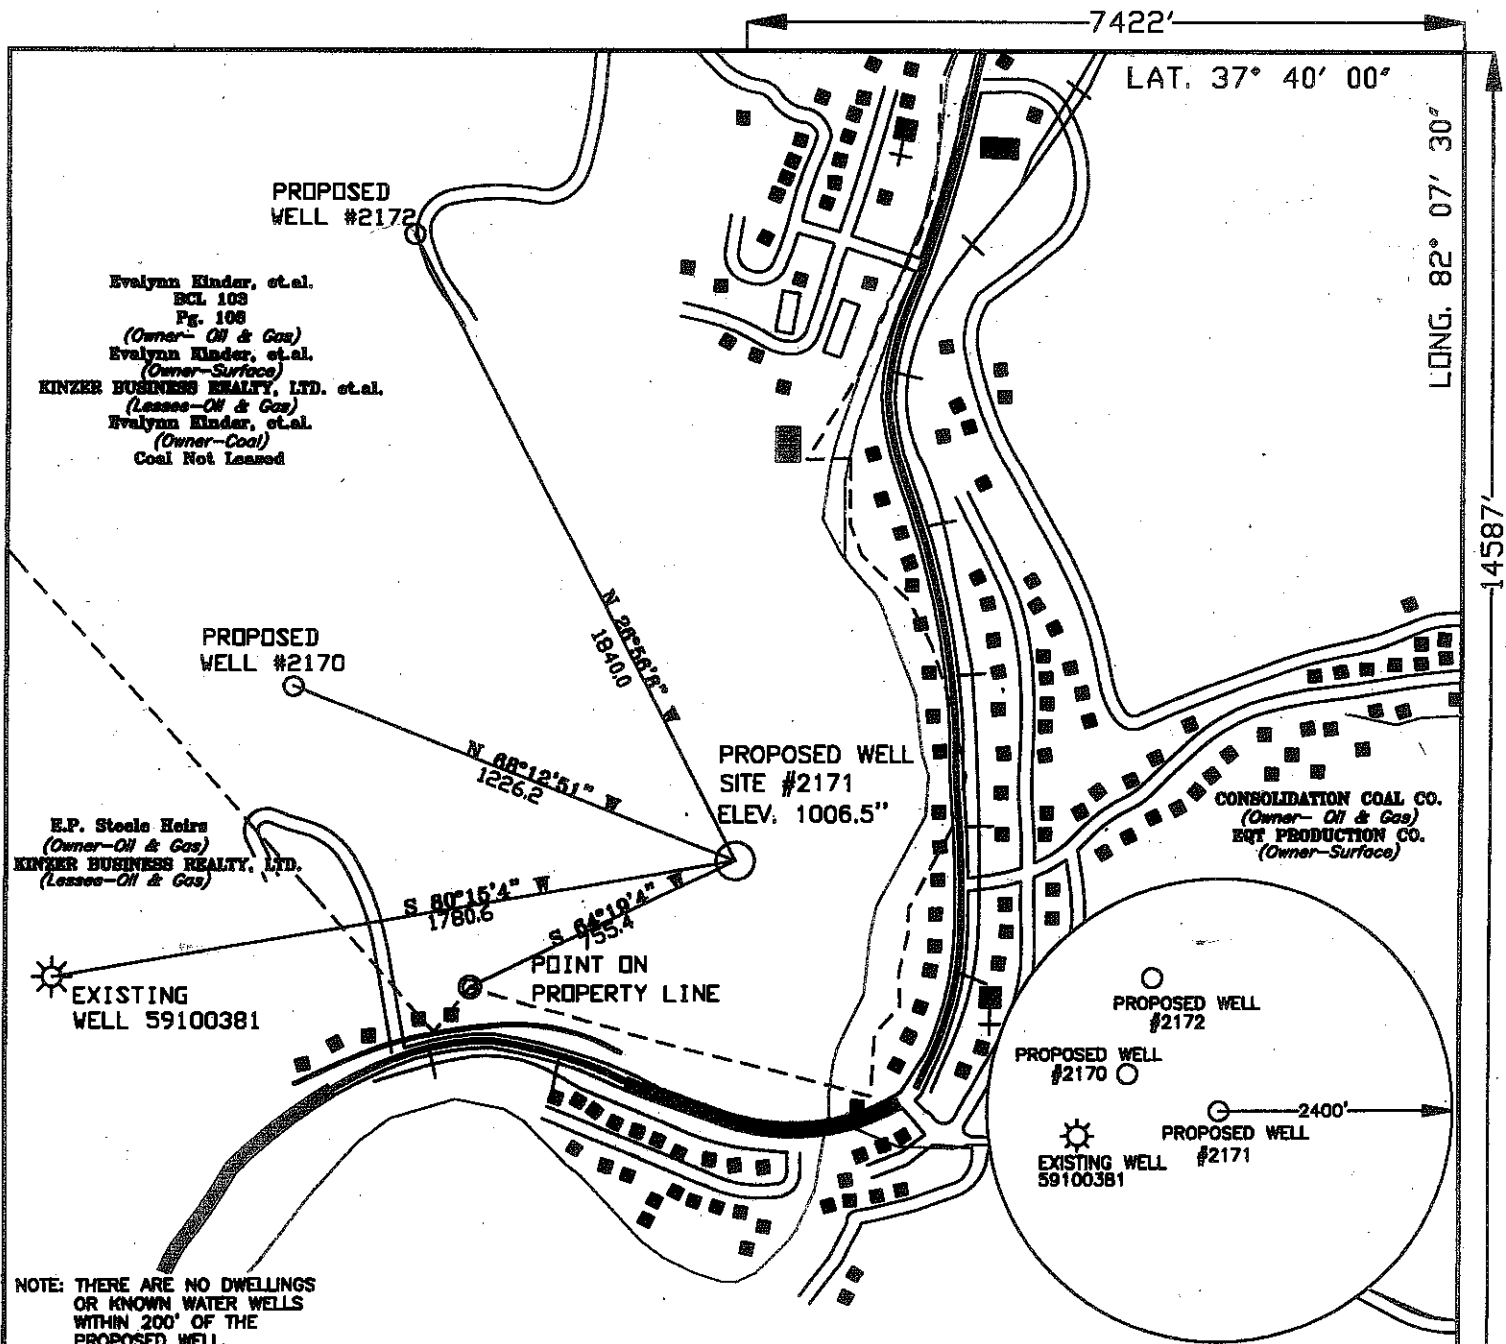 7422'
LAT. 37° 40' 00"
LONG. 82° 07' 30"
14587'
PROPOSED
WELL #2172
Evalynn Kinder, et.al.
BCL 103
Pg. 108
(Owner- Oil & Gas)
Evalynn Kinder, et.al.
(Owner-Surface)
KINZER BUSINESS REALTY, LTD. et.al.
(Lessee-Oil & Gas)
Evalynn Kinder, et.al.
(Owner-Coal)
Coal Not Leased
N 26°56'8" W
1840.0
PROPOSED
WELL #2170
N 68°12'51" W
1226.2
PROPOSED WELL
SITE #2171
ELEV. 1006.5"
E.P. Steele Heirs
(Owner-Oil & Gas)
KINZER BUSINESS REALTY, LTD.
(Lessee-Oil & Gas)
S 80°15'4" W
1780.6
S 64°19'4" W
755.4
POINT ON
PROPERTY LINE
EXISTING
WELL 59100381
CONSOLIDATION COAL CO.
(Owner- Oil & Gas)
EQT PRODUCTION CO.
(Owner-Surface)
PROPOSED WELL
#2172
PROPOSED WELL
#2170
2400'
PROPOSED WELL
#2171
EXISTING WELL
59100381
NOTE: THERE ARE NO DWELLINGS
OR KNOWN WATER WELLS
WITHIN 200' OF THE
PROPOSED WELL.